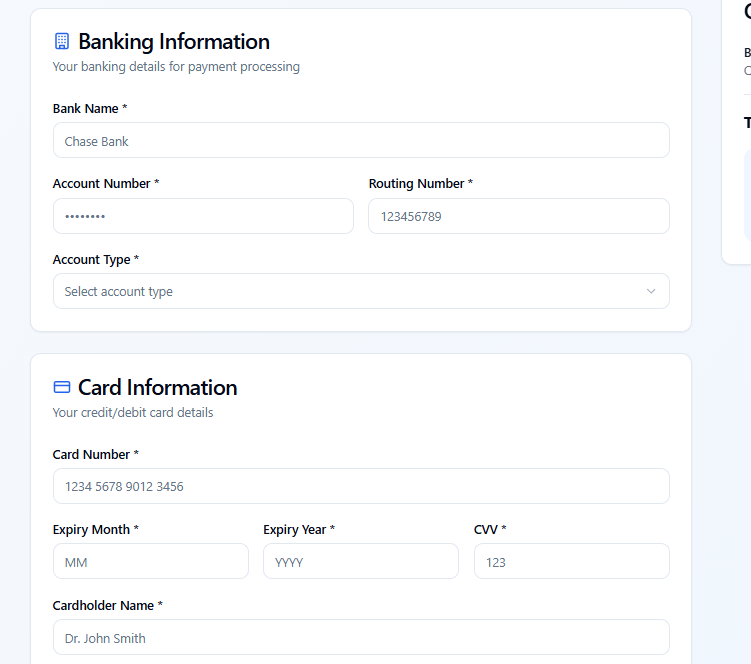 Banking Information
Your banking details for payment processing
Bank Name *
Chase Bank
Account Number *
Routing Number *
••••••••
123456789
Account Type *
Select account type
Card Information
Your credit/debit card details
Card Number *
1234 5678 9012 3456
Expiry Month *
Expiry Year *
CVV *
MM
YYYY
123
Cardholder Name *
Dr. John Smith